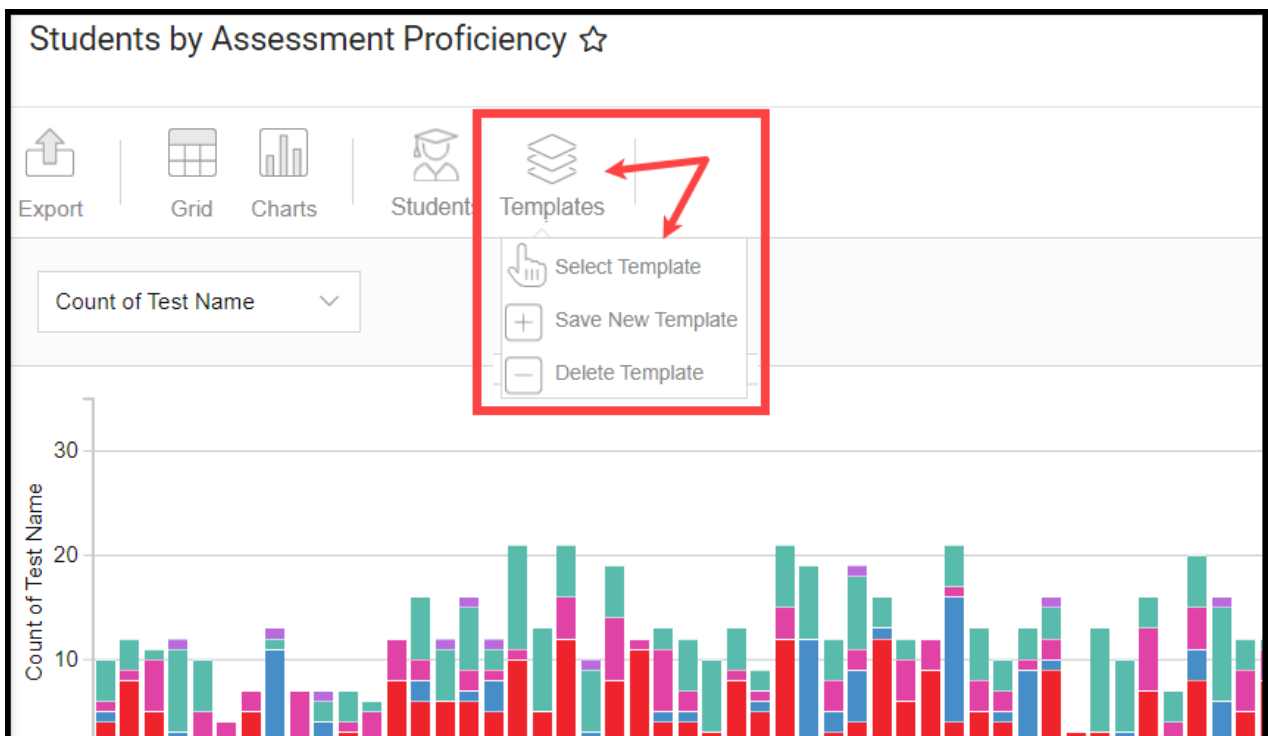 Students by Assessment Proficiency
Export
Grid
Charts
Student
Templates
Select Template
Save New Template
Delete Template
Count of Test Name
30
20
10
Count of Test Name